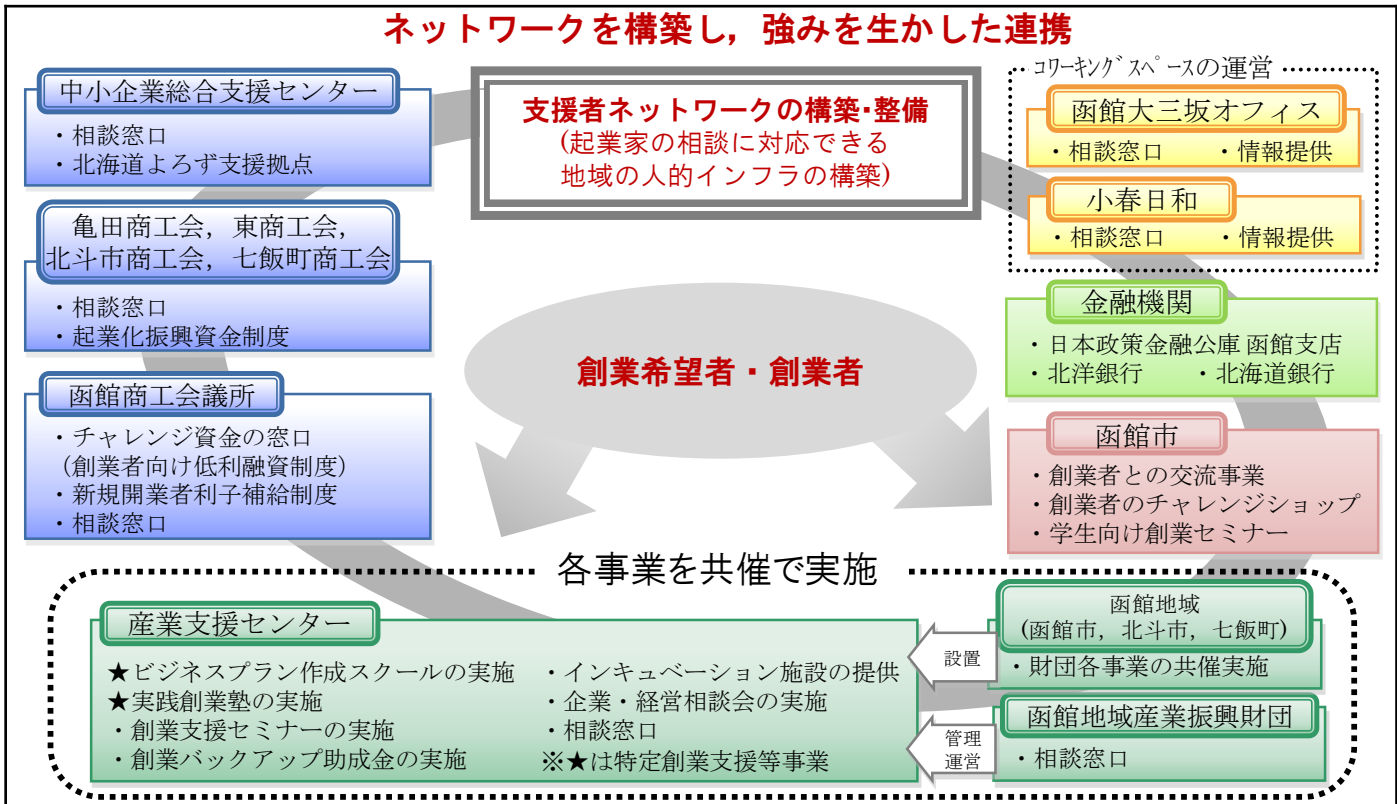 ネットワークを構築し，強みを生かした連携
中小企業総合支援センター
・相談窓口
・北海道よろず支援拠点
亀田商工会，東商工会，
北斗市商工会，七飯町商工会
・相談窓口
・起業化振興資金制度
函館商工会議所
・チャレンジ資金の窓口
（創業者向け低利融資制度）
・新規開業者利子補給制度
・相談窓口
支援者ネットワークの構築・整備
(起業家の相談に対応できる
地域の人的インフラの構築)
創業希望者・創業者
コワーキングスペースの運営
函館大三坂オフィス
・相談窓口 ・情報提供
小春日和
・相談窓口 ・情報提供
金融機関
・日本政策金融公庫 函館支店
・北洋銀行 ・北海道銀行
函館市
・創業者との交流事業
・創業者のチャレンジショップ
・学生向け創業セミナー
各事業を共催で実施
産業支援センター
★ビジネスプラン作成スクールの実施
★実践創業塾の実施
・創業支援セミナーの実施
・創業バックアップ助成金の実施
・インキュベーション施設の提供
・企業・経営相談会の実施
・相談窓口
※★は特定創業支援等事業
設置
函館地域
(函館市，北斗市，七飯町)
・財団各事業の共催実施
管理
運営
函館地域産業振興財団
・相談窓口